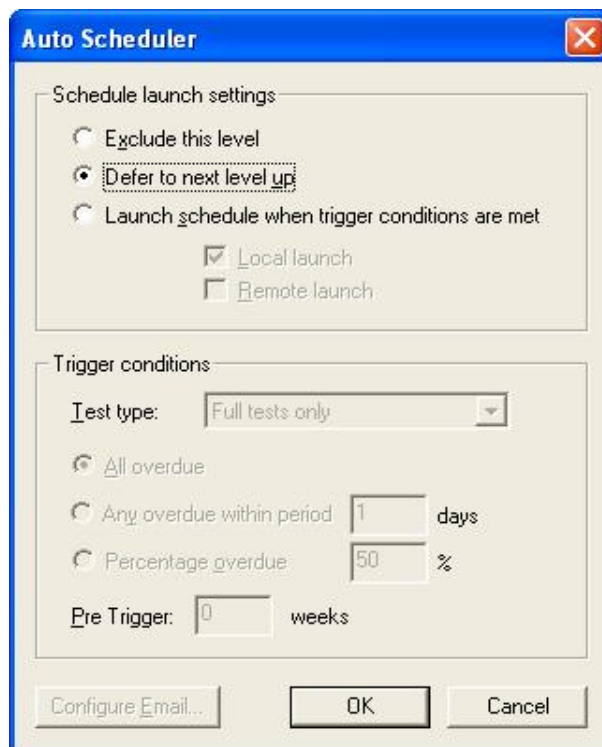 Auto Scheduler
Schedule launch settings
Exclude this level
Defer to next level up
Launch schedule when trigger conditions are met
Local launch
Remote launch
Trigger conditions
Test type: Full tests only
All overdue
Any overdue within period 1 days
Percentage overdue 50 %
Pre Trigger: 0 weeks
Configure Email... OK Cancel